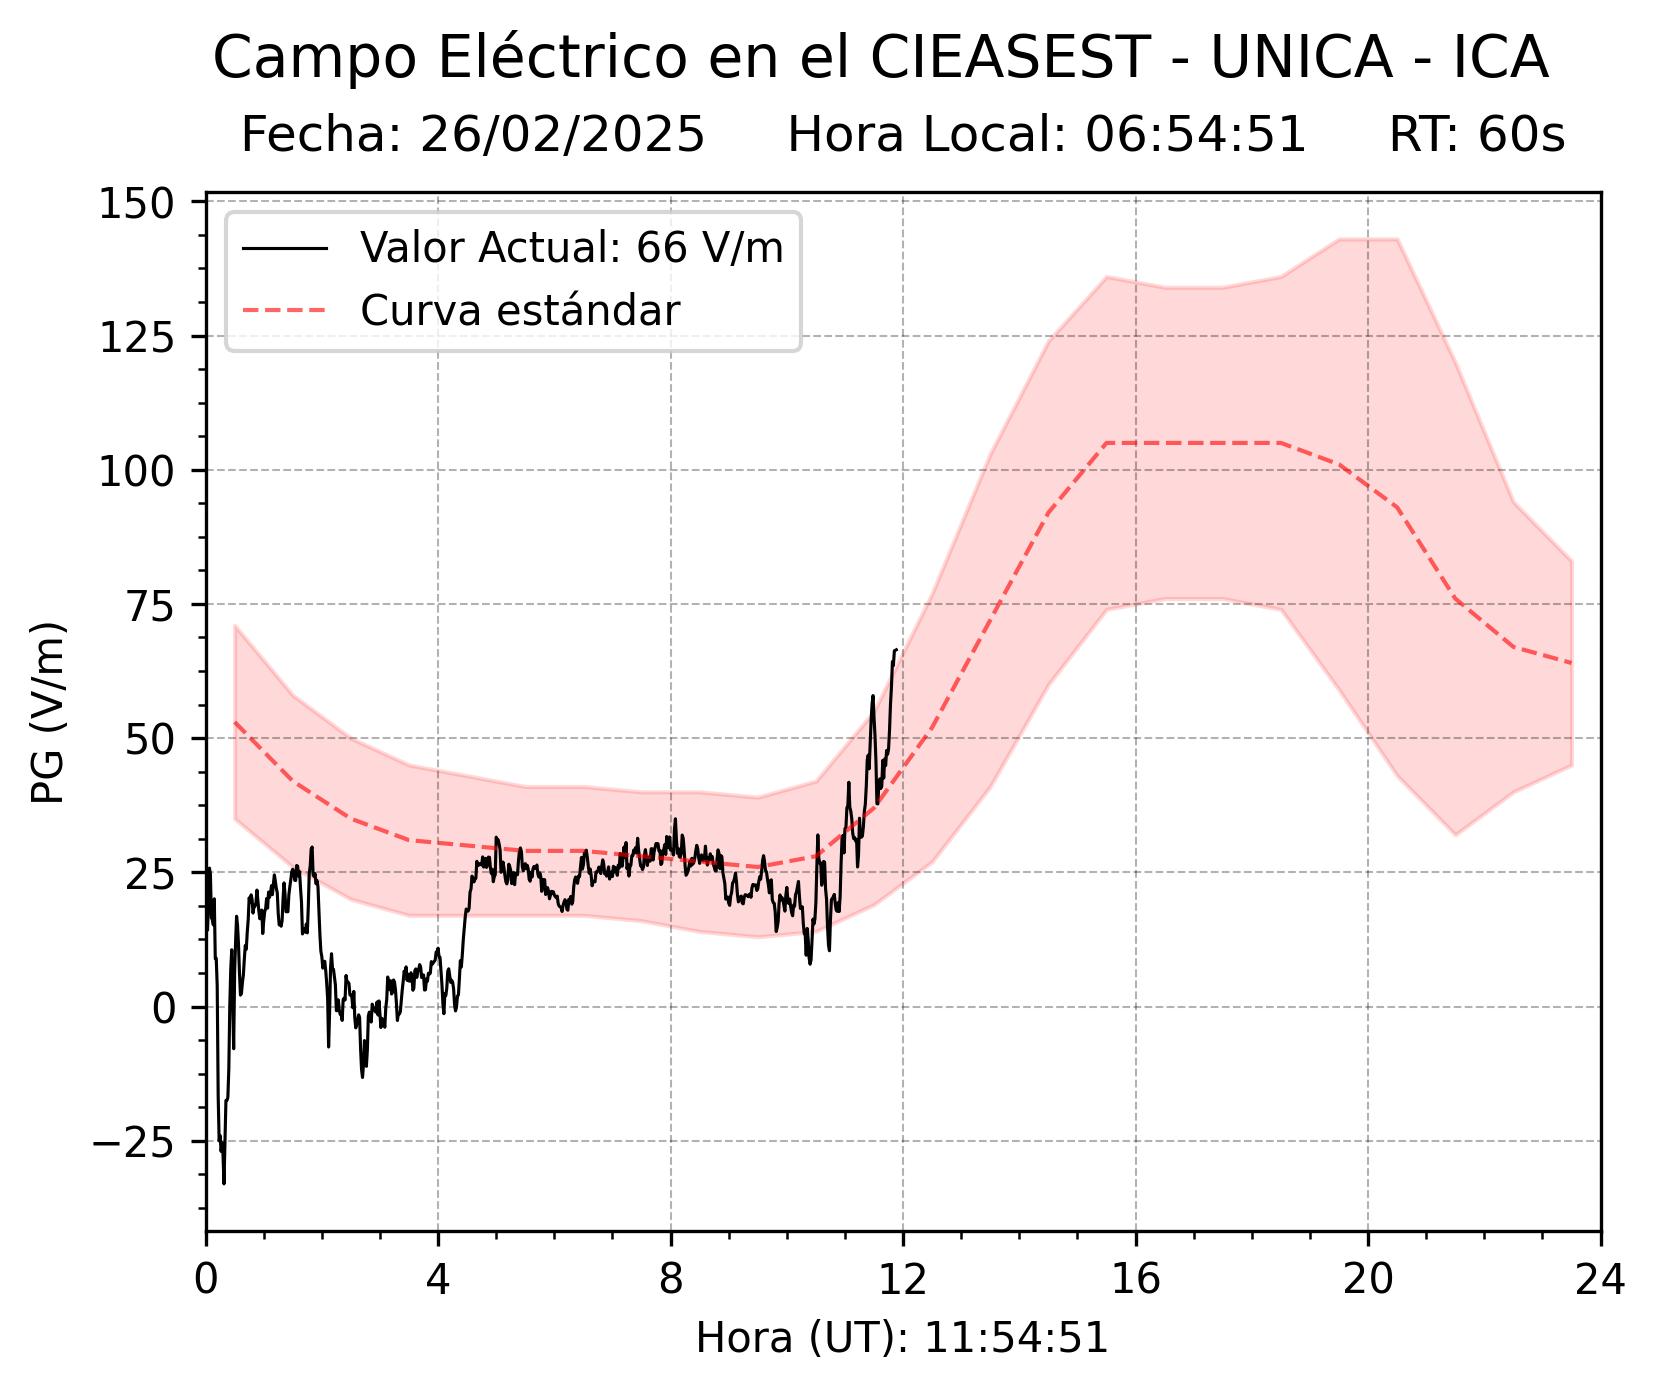 Campo Eléctrico en el CIEASEST - UNICA - ICA
Fecha: 26/02/2025 Hora Local: 06:54:51 RT: 60s
Valor Actual: 66 V/m
Curva estándar
PG (V/m)
150
125
100
75
50
25
0
−25
0 4 8 12 16 20 24
Hora (UT): 11:54:51